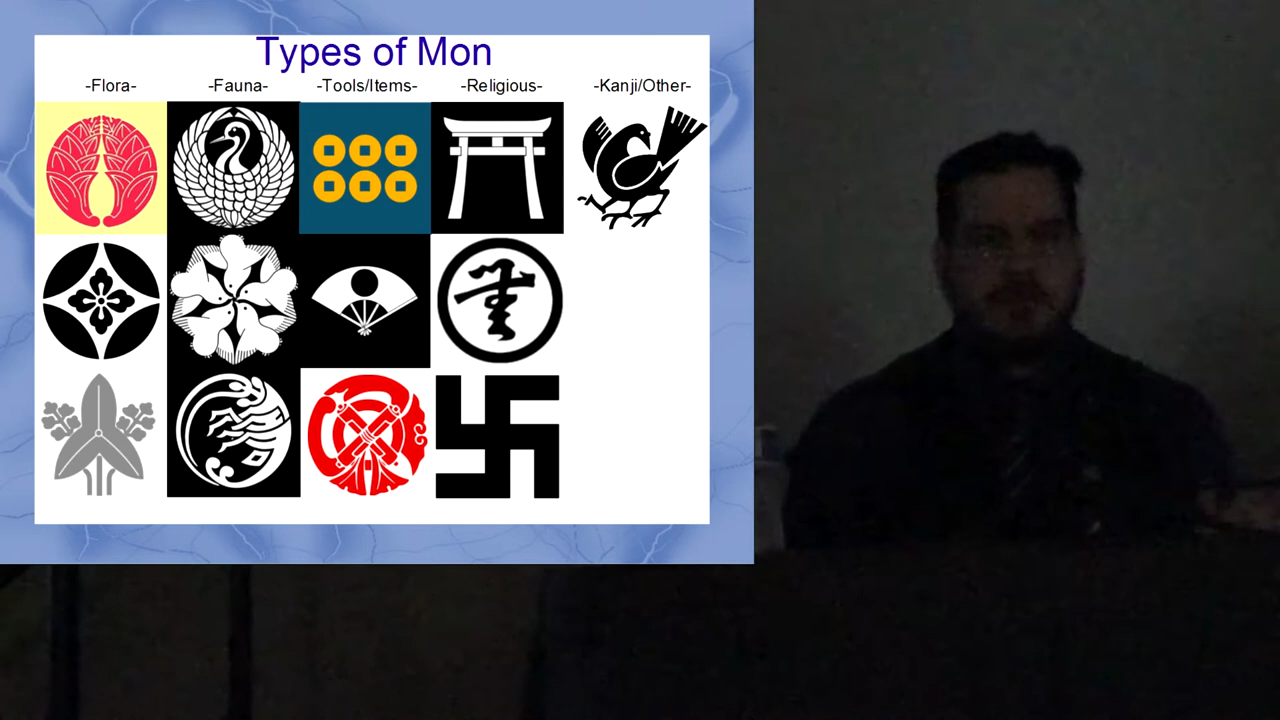 Types of Mon
-Flora-
-Fauna-
-Tools/Items-
-Religious-
-Kanji/Other-